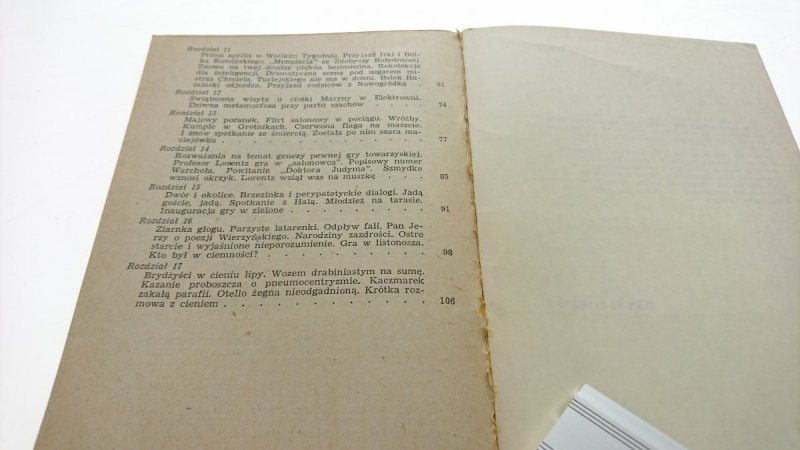 Rozdział 11
Prima aprilis w Wielkim Tygodniu. Przyjazd Irki i Bol-
ka Rumińskiego. „Menażeria" ze Zdobyczy Robotniczej.
Znowu na twej drodze piękna bezimienna. Rekolekcje
dla inteligencji. Dramatyczna scena pod zegarem mi-
strza Chmiela. Turlejskiego nie ma w domu. Bolek Ru-
miński odjeżdża. Przyjazd rodziców z Nowogródka . 61
Rozdział 12
Świąteczna wizyta u ciotki Maryny w Elektrowni.
Dziwna metamorfoza przy partii szachów . . . . 74
Rozdział 13
Majowy poranek. Flirt salonowy w pociągu. Wróżby.
Kumple w Grotnikach. Czerwona flaga na maszcie.
I znów spotkanie ze śmiercią. Została po nim szara ma-
ciejówka . . . . . . . . . . . . . . 77
Rozdział 14
Rozważania na temat genezy pewnej gry towarzyskiej.
Profesor Lorentz gra w „salonowca". Popisowy numer
Warchoła. Powitanie „Doktora Judyma". Szmydke
wznosi okrzyk. Lorentz wziął was na muszkę . . . 85
Rozdział 15
Dwór i okolice. Brzezinka i perypatetyckie dialogi. Jadą
goście, jadą. Spotkanie z Halą. Młodzież na tarasie.
Inauguracja gry w zielone . . . . . . . . . 91
Rozdział 16
Ziarnka głogu. Parzyste latarenki. Odpływ fali. Pan Je-
rzy o poezji Wierzyńskiego. Narodziny zazdrości. Ostre
starcie i wyjaśnione nieporozumienie. Gra w listonosza.
Kto był w ciemności? . . . . . . . . . . 98
Rozdział 17
Brydżyści w cieniu lipy. Wozem drabiniastym na sumę.
Kazanie proboszcza o pneumocentryzmie. Kaczmarek
zakałą parafii. Otello żegna nieodgadnioną. Krótka roz-
mowa z cieniem . . . . . . . . . . . . 106